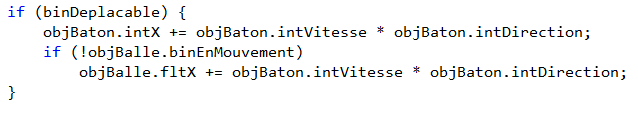 if (binDeplacable) {
    objBaton.intX += objBaton.intVitesse * objBaton.intDirection;
    if (!objBalle.binEnMouvement)
        objBalle.fltX += objBaton.intVitesse * objBaton.intDirection;
}